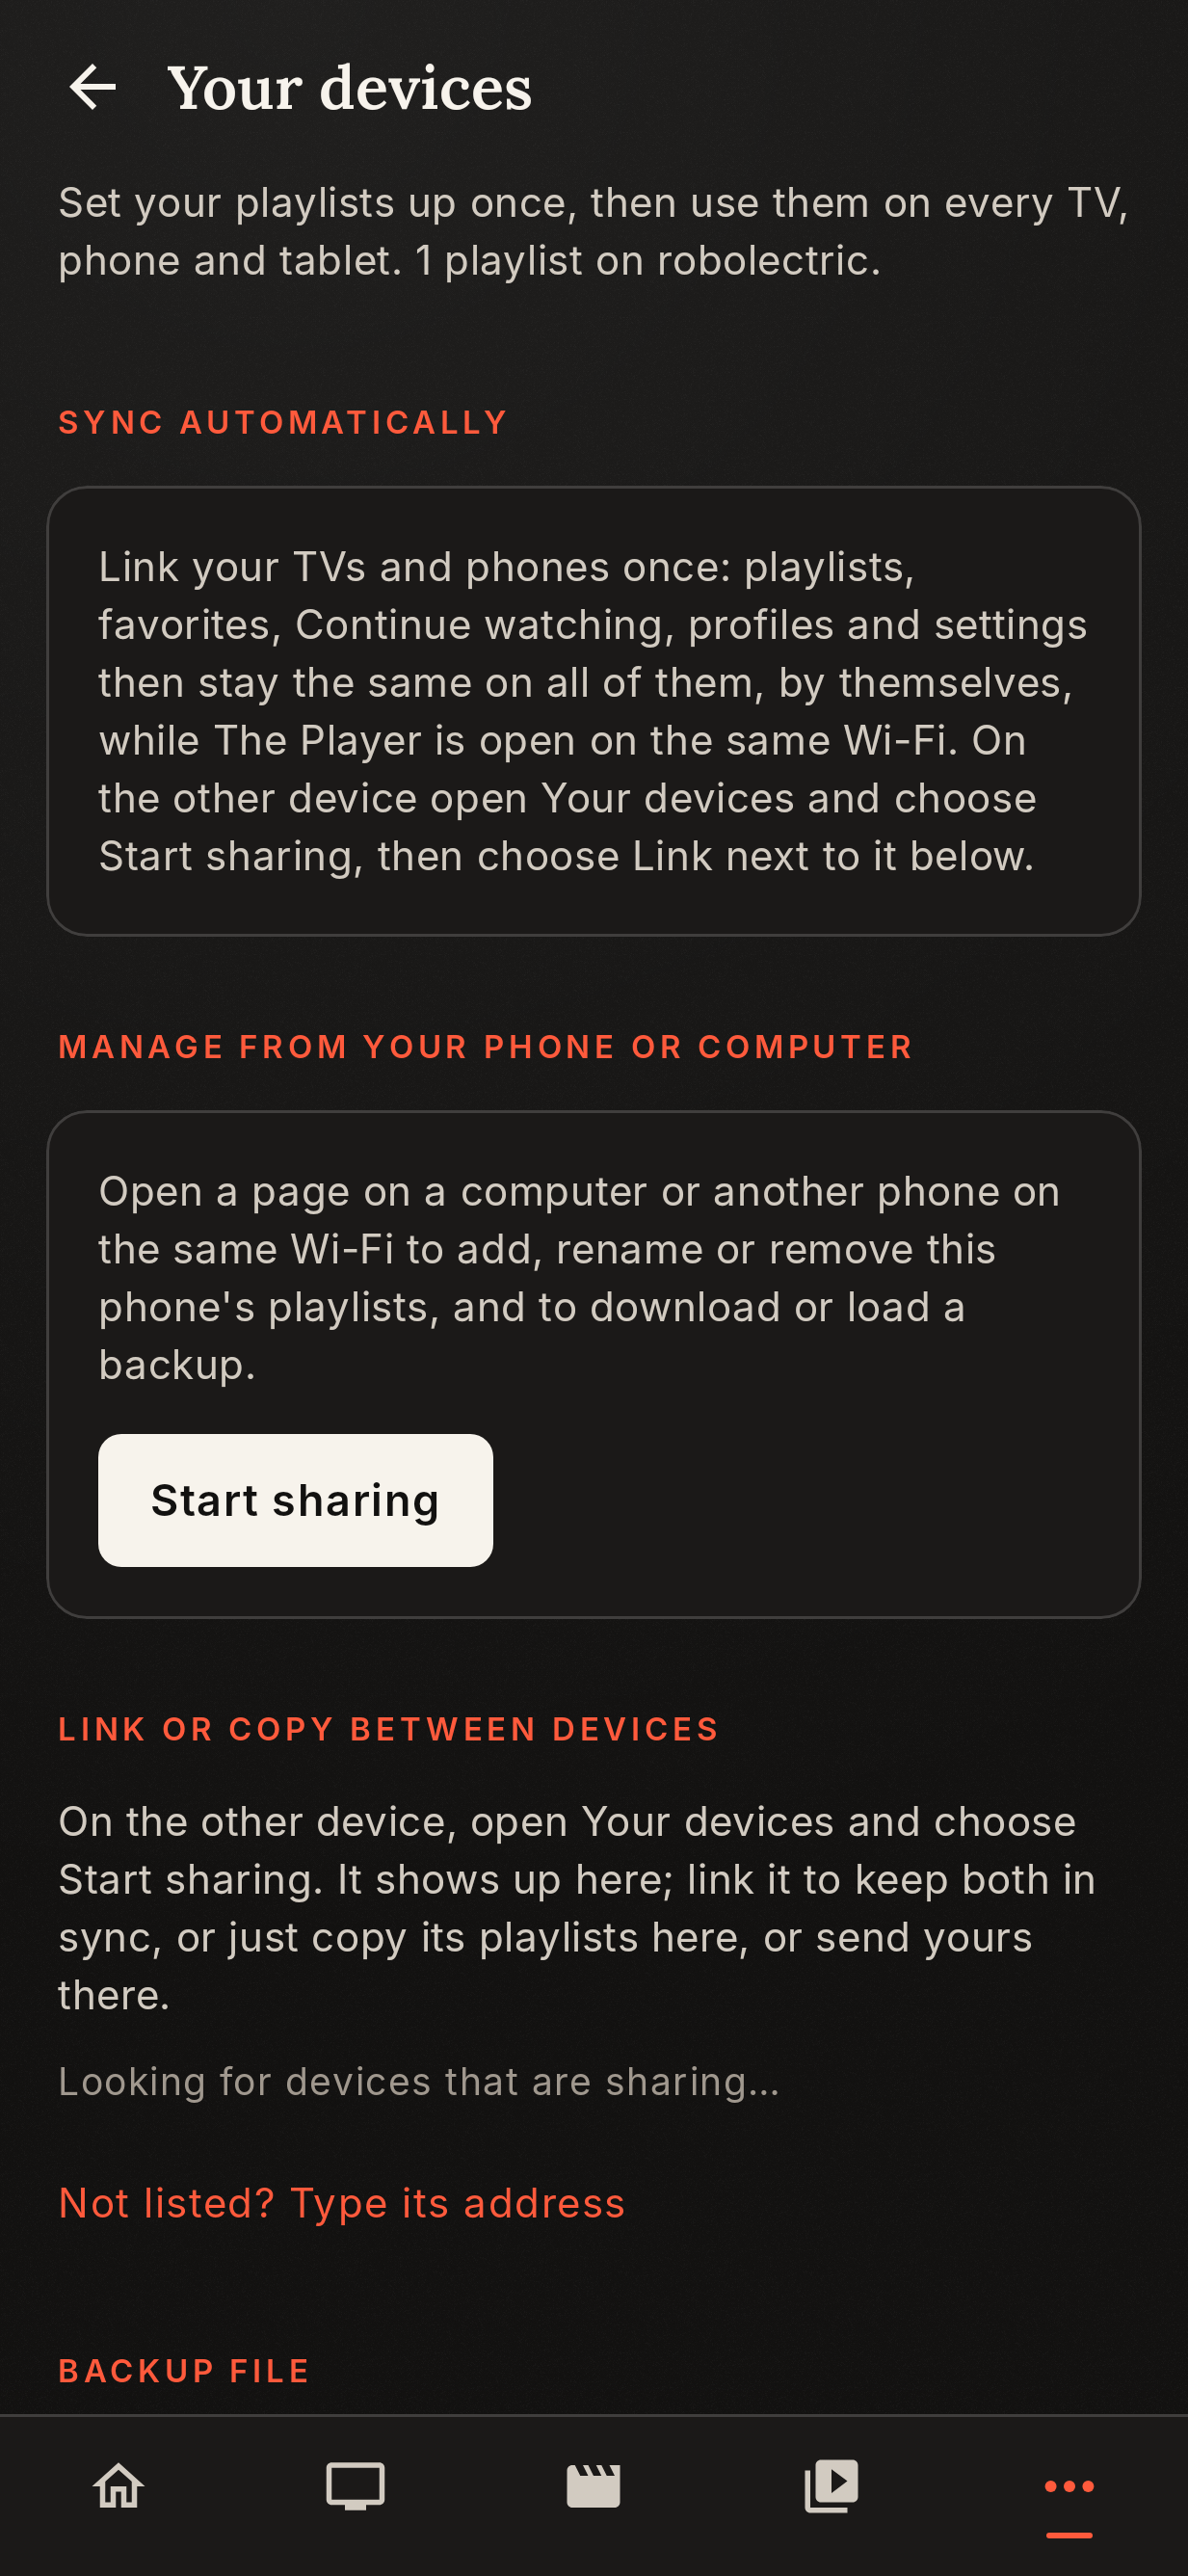 Your devices
Set your playlists up once, then use them on every TV,
phone and tablet. 1 playlist on robolectric.
SYNC AUTOMATICALLY
Link your TVs and phones once: playlists,
favorites, Continue watching, profiles and settings
then stay the same on all of them, by themselves,
while The Player is open on the same Wi-Fi. On
the other device open Your devices and choose
Start sharing, then choose Link next to it below.
MANAGE FROM YOUR PHONE OR COMPUTER
Open a page on a computer or another phone on
the same Wi-Fi to add, rename or remove this
phone's playlists, and to download or load a
backup.
Start sharing
LINK OR COPY BETWEEN DEVICES
On the other device, open Your devices and choose
Start sharing. It shows up here; link it to keep both in
sync, or just copy its playlists here, or send yours
there.
Looking for devices that are sharing…
Not listed? Type its address
BACKUP FILE